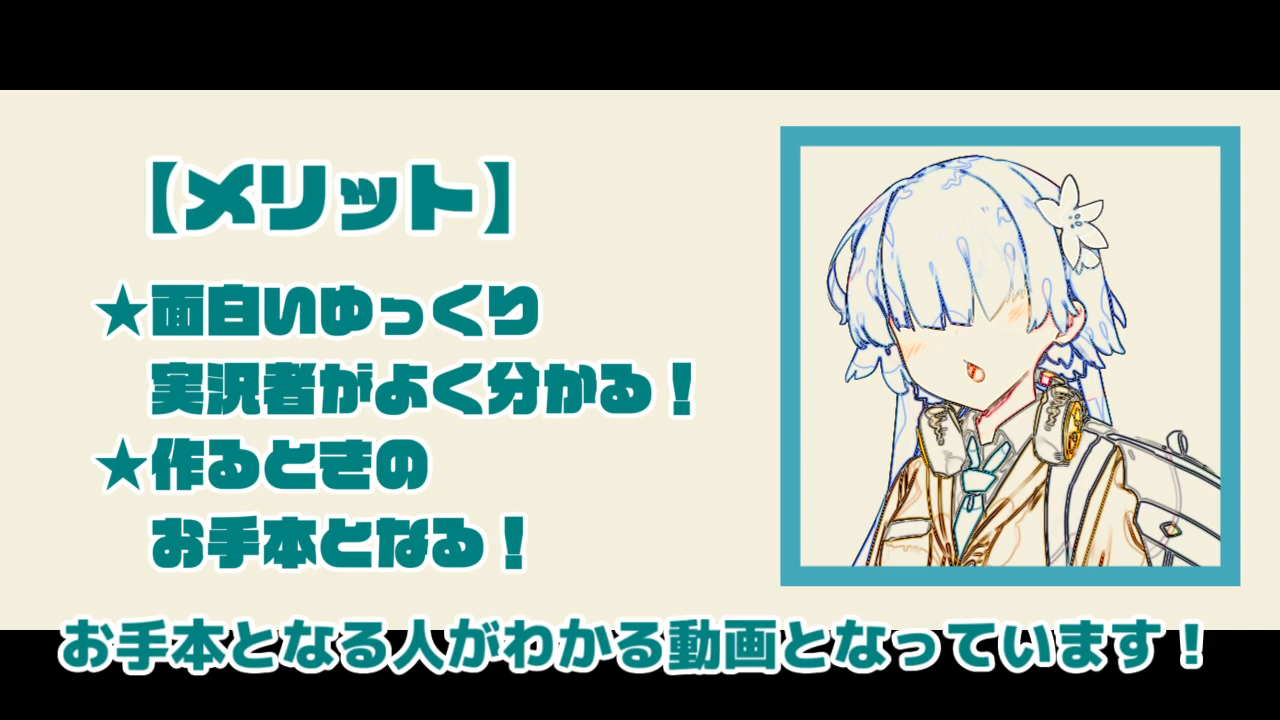 【メリット】
★面白いゆっくり
実況者がよく分かる！
★作るときの
お手本となる！
お手本となる人がわかる動画となっています！